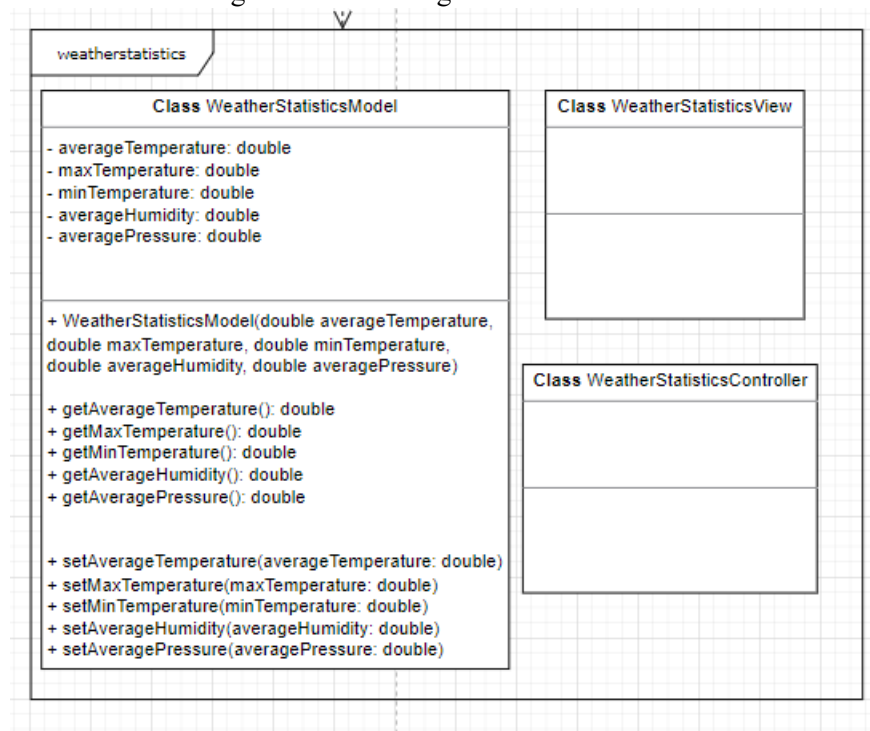 weatherstatistics
Class WeatherStatisticsModel
- averageTemperature: double
- maxTemperature: double
- minTemperature: double
- averageHumidity: double
- averagePressure: double
+ WeatherStatisticsModel(double averageTemperature,
double maxTemperature, double minTemperature,
double averageHumidity, double averagePressure)
+ getAverageTemperature(): double
+ getMaxTemperature(): double
+ getMinTemperature(): double
+ getAverageHumidity(): double
+ getAveragePressure(): double
+ setAverageTemperature(averageTemperature: double)
+ setMaxTemperature(maxTemperature: double)
+ setMinTemperature(minTemperature: double)
+ setAverageHumidity(averageHumidity: double)
+ setAveragePressure(averagePressure: double)
Class WeatherStatisticsView
Class WeatherStatisticsController